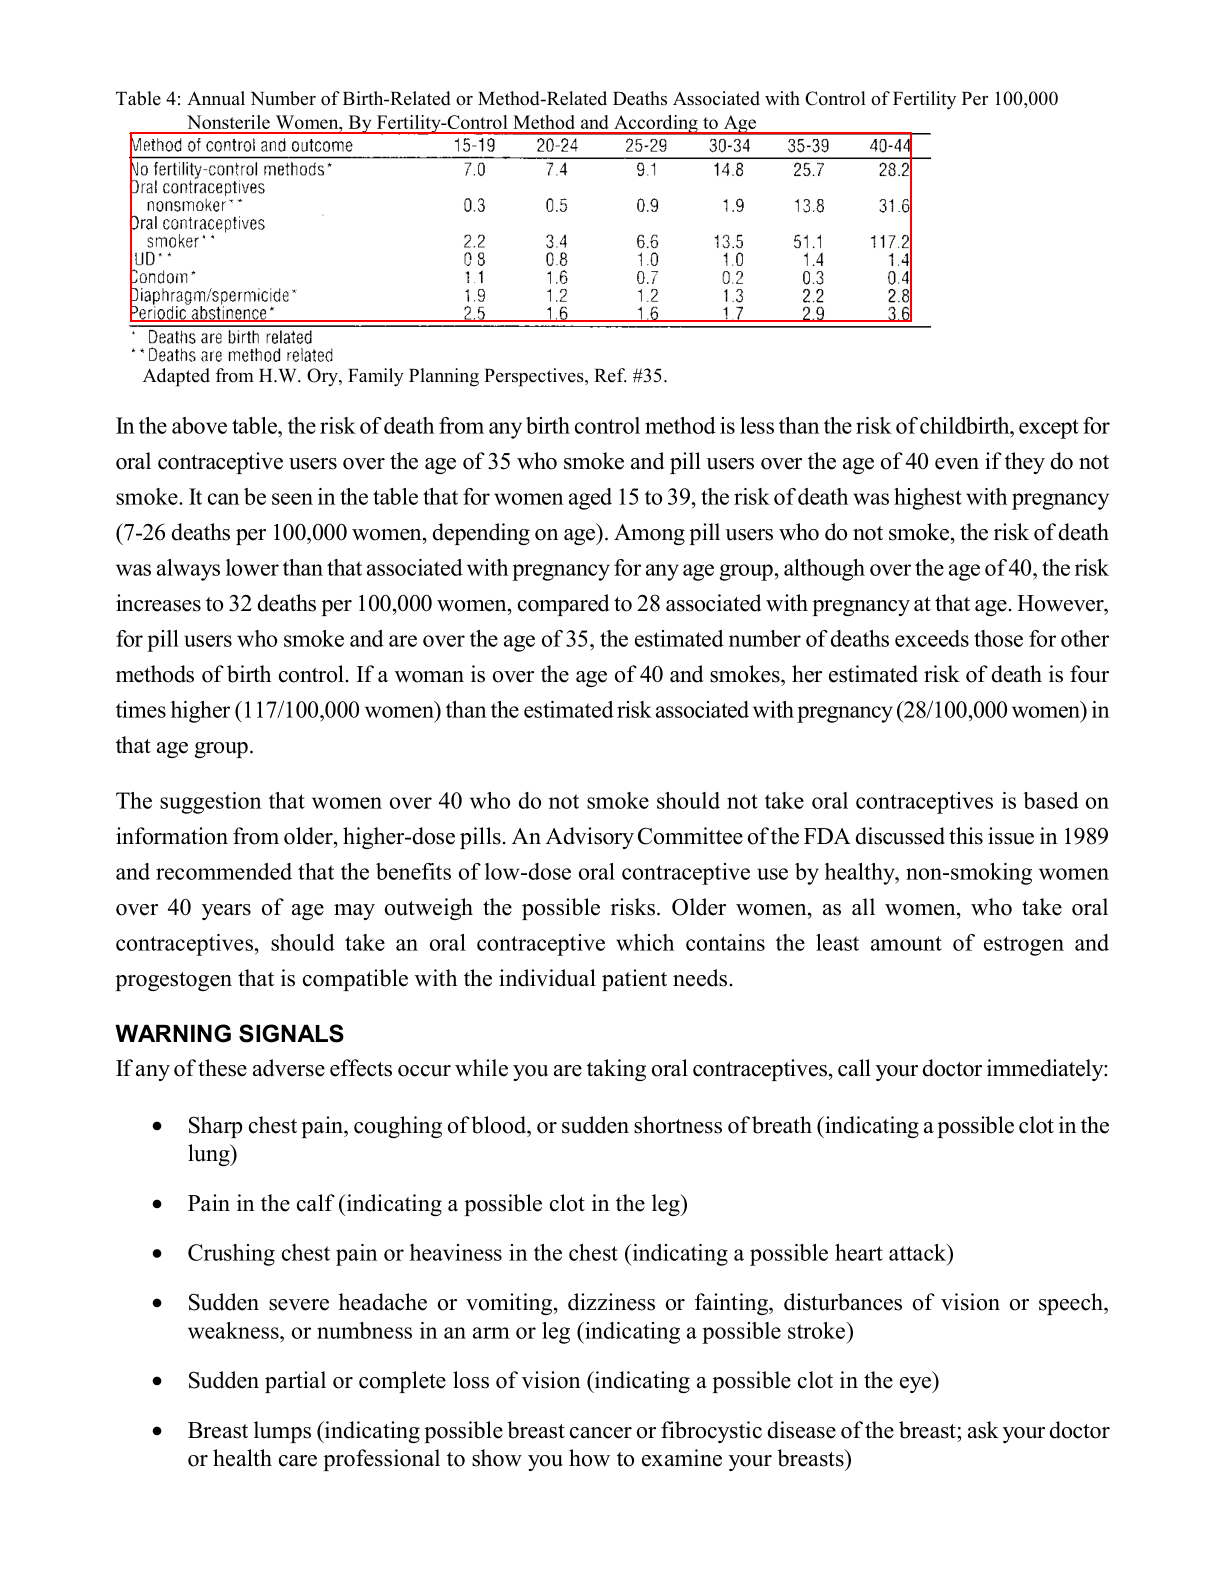 Table 4: Annual Number of Birth-Related or Method-Related Deaths Associated with Control of Fertility Per 100,000
Nonsterile Women, By Fertility-Control Method and According to Age
Method of control and outcome 15-19 20-24 25-29 30-34 35-39 40-44
No fertility-control methods* 7.0 7.4 9.1 14.8 25.7 28.2
Oral contraceptives
nonsmoker** 0.3 0.5 0.9 1.9 13.8 31.6
Oral contraceptives
smoker** 2.2 3.4 6.6 13.5 51.1 117.2
IUD** 0.8 0.8 1.0 1.0 1.4 1.4
Condom* 1.1 1.6 0.7 0.2 0.3 0.4
Diaphragm/spermicide* 1.9 1.2 1.2 1.3 2.2 2.8
Periodic abstinence* 2.5 1.6 1.6 1.7 2.9 3.6
* Deaths are birth related
** Deaths are method related
Adapted from H.W. Ory, Family Planning Perspectives, Ref. #35.
In the above table, the risk of death from any birth control method is less than the risk of childbirth, except for
oral contraceptive users over the age of 35 who smoke and pill users over the age of 40 even if they do not
smoke. It can be seen in the table that for women aged 15 to 39, the risk of death was highest with pregnancy
(7-26 deaths per 100,000 women, depending on age). Among pill users who do not smoke, the risk of death
was always lower than that associated with pregnancy for any age group, although over the age of 40, the risk
increases to 32 deaths per 100,000 women, compared to 28 associated with pregnancy at that age. However,
for pill users who smoke and are over the age of 35, the estimated number of deaths exceeds those for other
methods of birth control. If a woman is over the age of 40 and smokes, her estimated risk of death is four
times higher (117/100,000 women) than the estimated risk associated with pregnancy (28/100,000 women) in
that age group.
The suggestion that women over 40 who do not smoke should not take oral contraceptives is based on
information from older, higher-dose pills. An Advisory Committee of the FDA discussed this issue in 1989
and recommended that the benefits of low-dose oral contraceptive use by healthy, non-smoking women
over 40 years of age may outweigh the possible risks. Older women, as all women, who take oral
contraceptives, should take an oral contraceptive which contains the least amount of estrogen and
progestogen that is compatible with the individual patient needs.
WARNING SIGNALS
If any of these adverse effects occur while you are taking oral contraceptives, call your doctor immediately:
• Sharp chest pain, coughing of blood, or sudden shortness of breath (indicating a possible clot in the
lung)
• Pain in the calf (indicating a possible clot in the leg)
• Crushing chest pain or heaviness in the chest (indicating a possible heart attack)
• Sudden severe headache or vomiting, dizziness or fainting, disturbances of vision or speech,
weakness, or numbness in an arm or leg (indicating a possible stroke)
• Sudden partial or complete loss of vision (indicating a possible clot in the eye)
• Breast lumps (indicating possible breast cancer or fibrocystic disease of the breast; ask your doctor
or health care professional to show you how to examine your breasts)